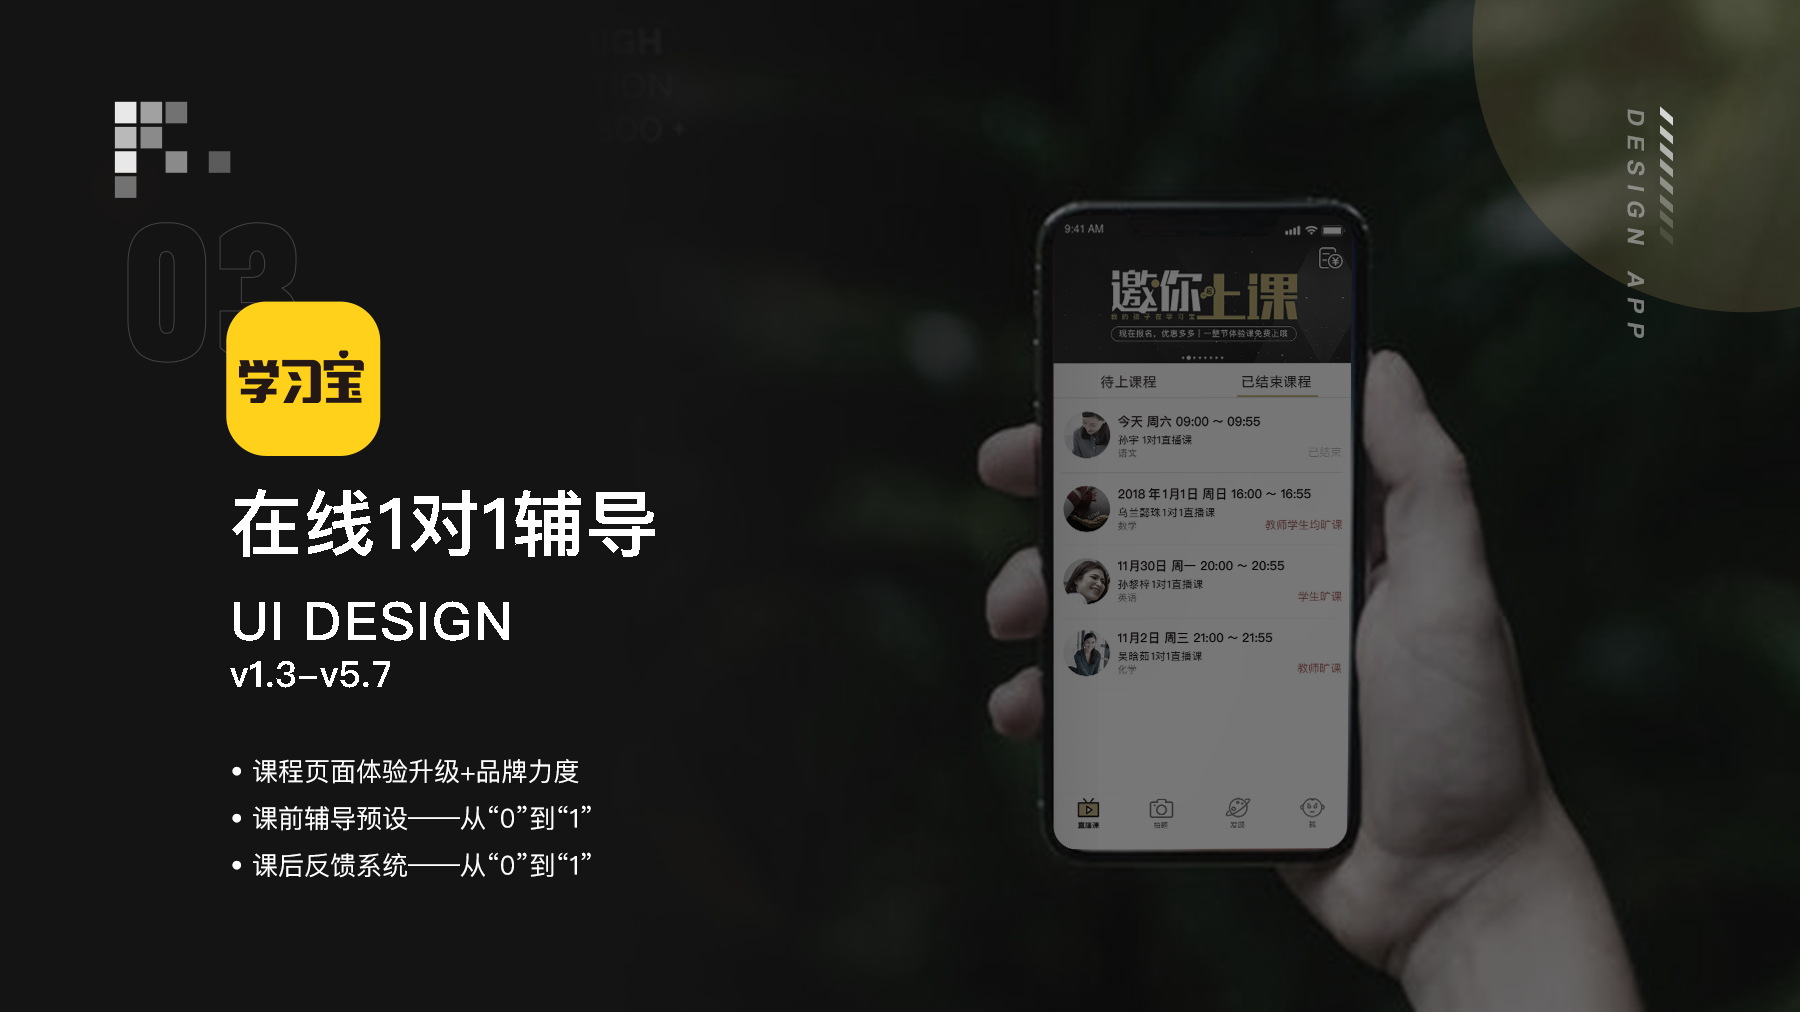 03
学习宝
在线1对1辅导
UI DESIGN
v1.3–v5.7
• 课程页面体验升级+品牌力度
• 课前辅导预设——从“0”到“1”
• 课后反馈系统——从“0”到“1”
DESIGN APP
9:41 AM
邀你上课
我的孩子在学习宝
现在报名，优惠多多 | 一整节体验课免费上哦
待上课程
已结束课程
今天 周六 09:00 ~ 09:55
孙宇 1对1直播课
语文
已结束
2018 年1月1日 周日 16:00 ~ 16:55
乌兰懿珠1对1直播课
数学
教师学生均旷课
11月30日 周一 20:00 ~ 20:55
孙黎梓1对1直播课
英语
学生旷课
11月2日 周三 21:00 ~ 21:55
吴晗茹1对1直播课
化学
教师旷课
直播课
拍题
发现
我